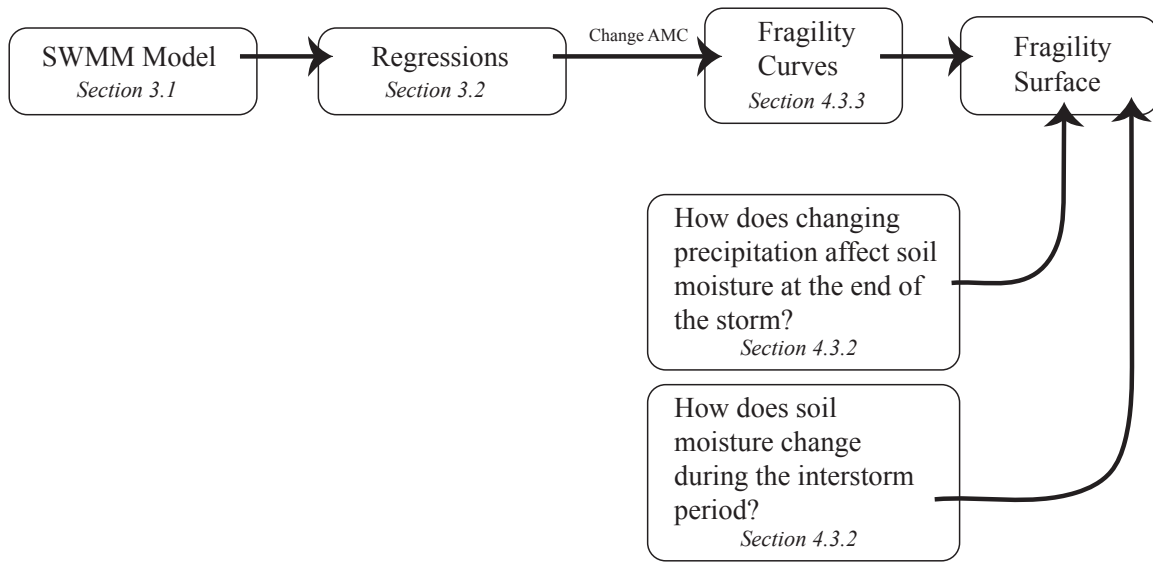 SWMM Model
Section 3.1
Regressions
Section 3.2
Change AMC
Fragility
Curves
Section 4.3.3
Fragility
Surface
How does changing
precipitation affect soil
moisture at the end of
the storm?
Section 4.3.2
How does soil
moisture change
during the interstorm
period?
Section 4.3.2